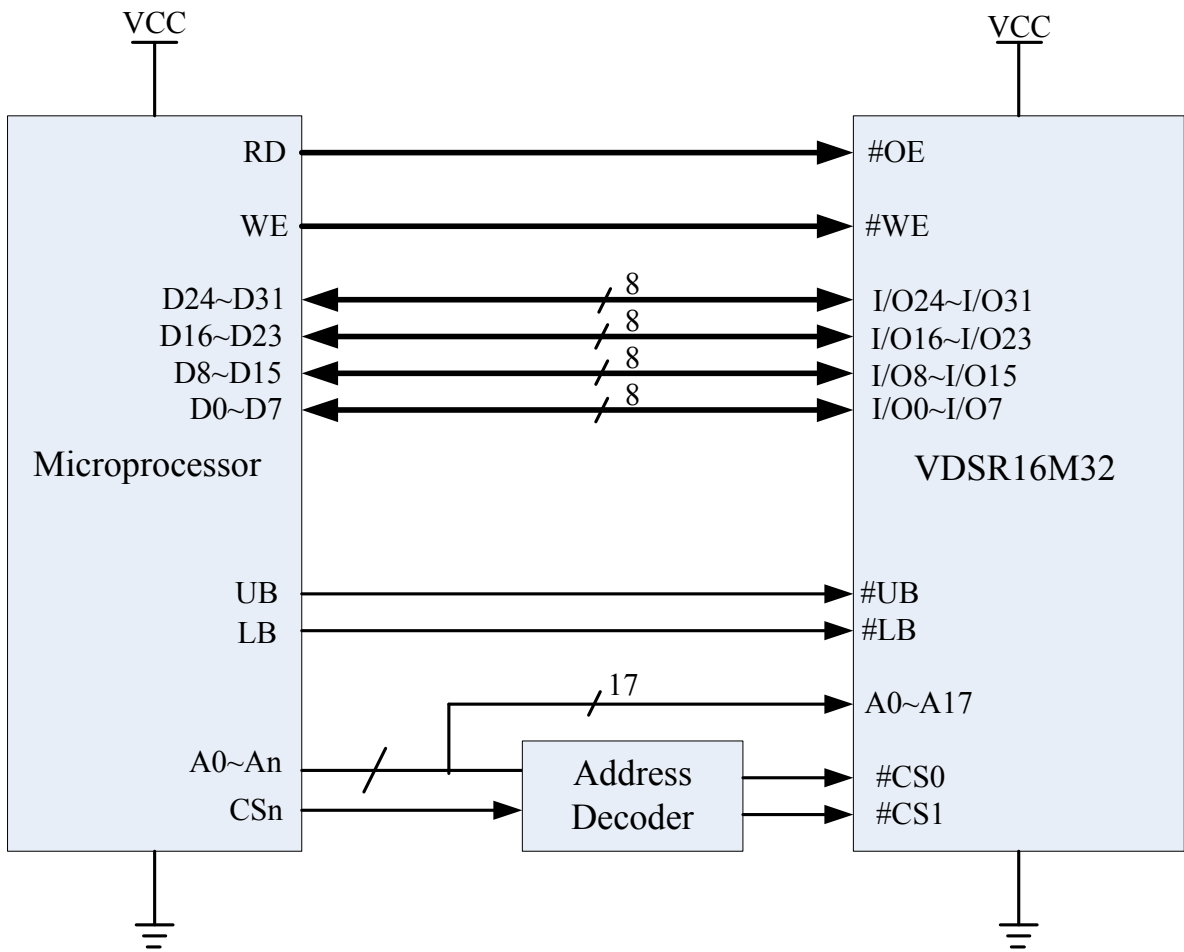 VCC
VCC
RD
#OE
WE
#WE
D24~D31
8
I/O24~I/O31
D16~D23
8
I/O16~I/O23
D8~D15
8
I/O8~I/O15
D0~D7
8
I/O0~I/O7
Microprocessor
VDSR16M32
UB
#UB
LB
#LB
17
A0~A17
A0~An
Address
Decoder
#CS0
CSn
#CS1